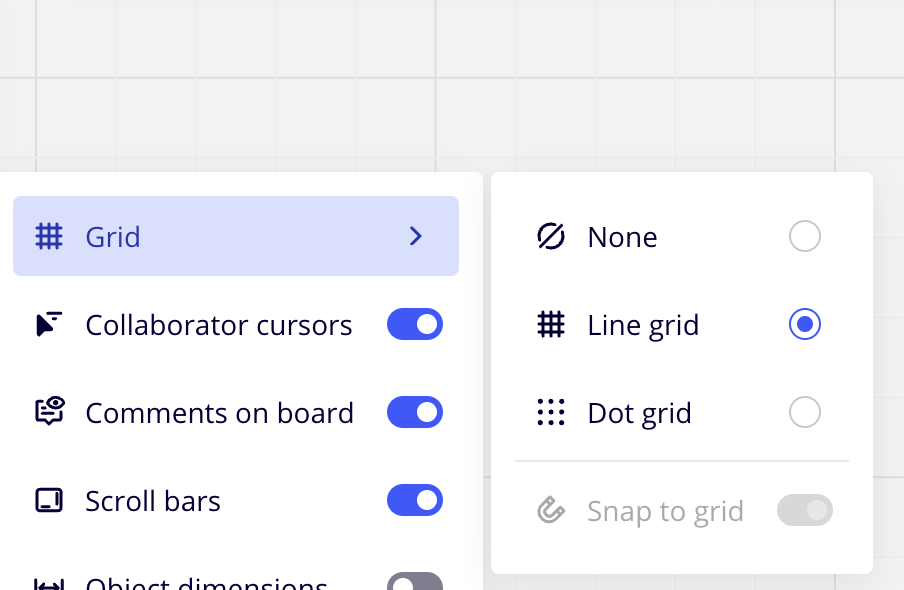 Grid
Collaborator cursors
Comments on board
Scroll bars
Object dimensions
None
Line grid
Dot grid
Snap to grid